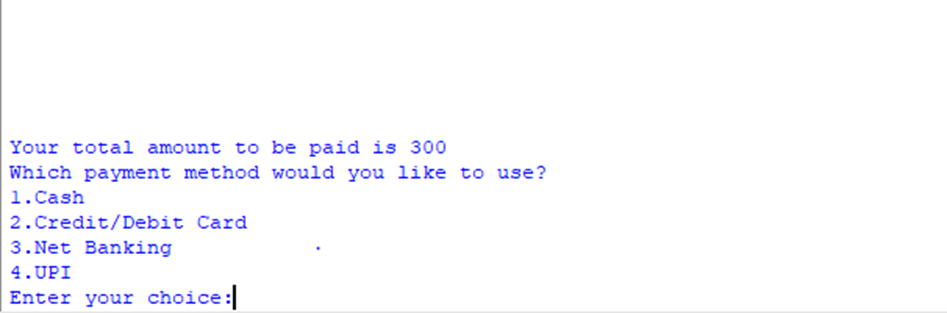 Your total amount to be paid is 300
Which payment method would you like to use?
1.Cash
2.Credit/Debit Card
3.Net Banking
4.UPI
Enter your choice: